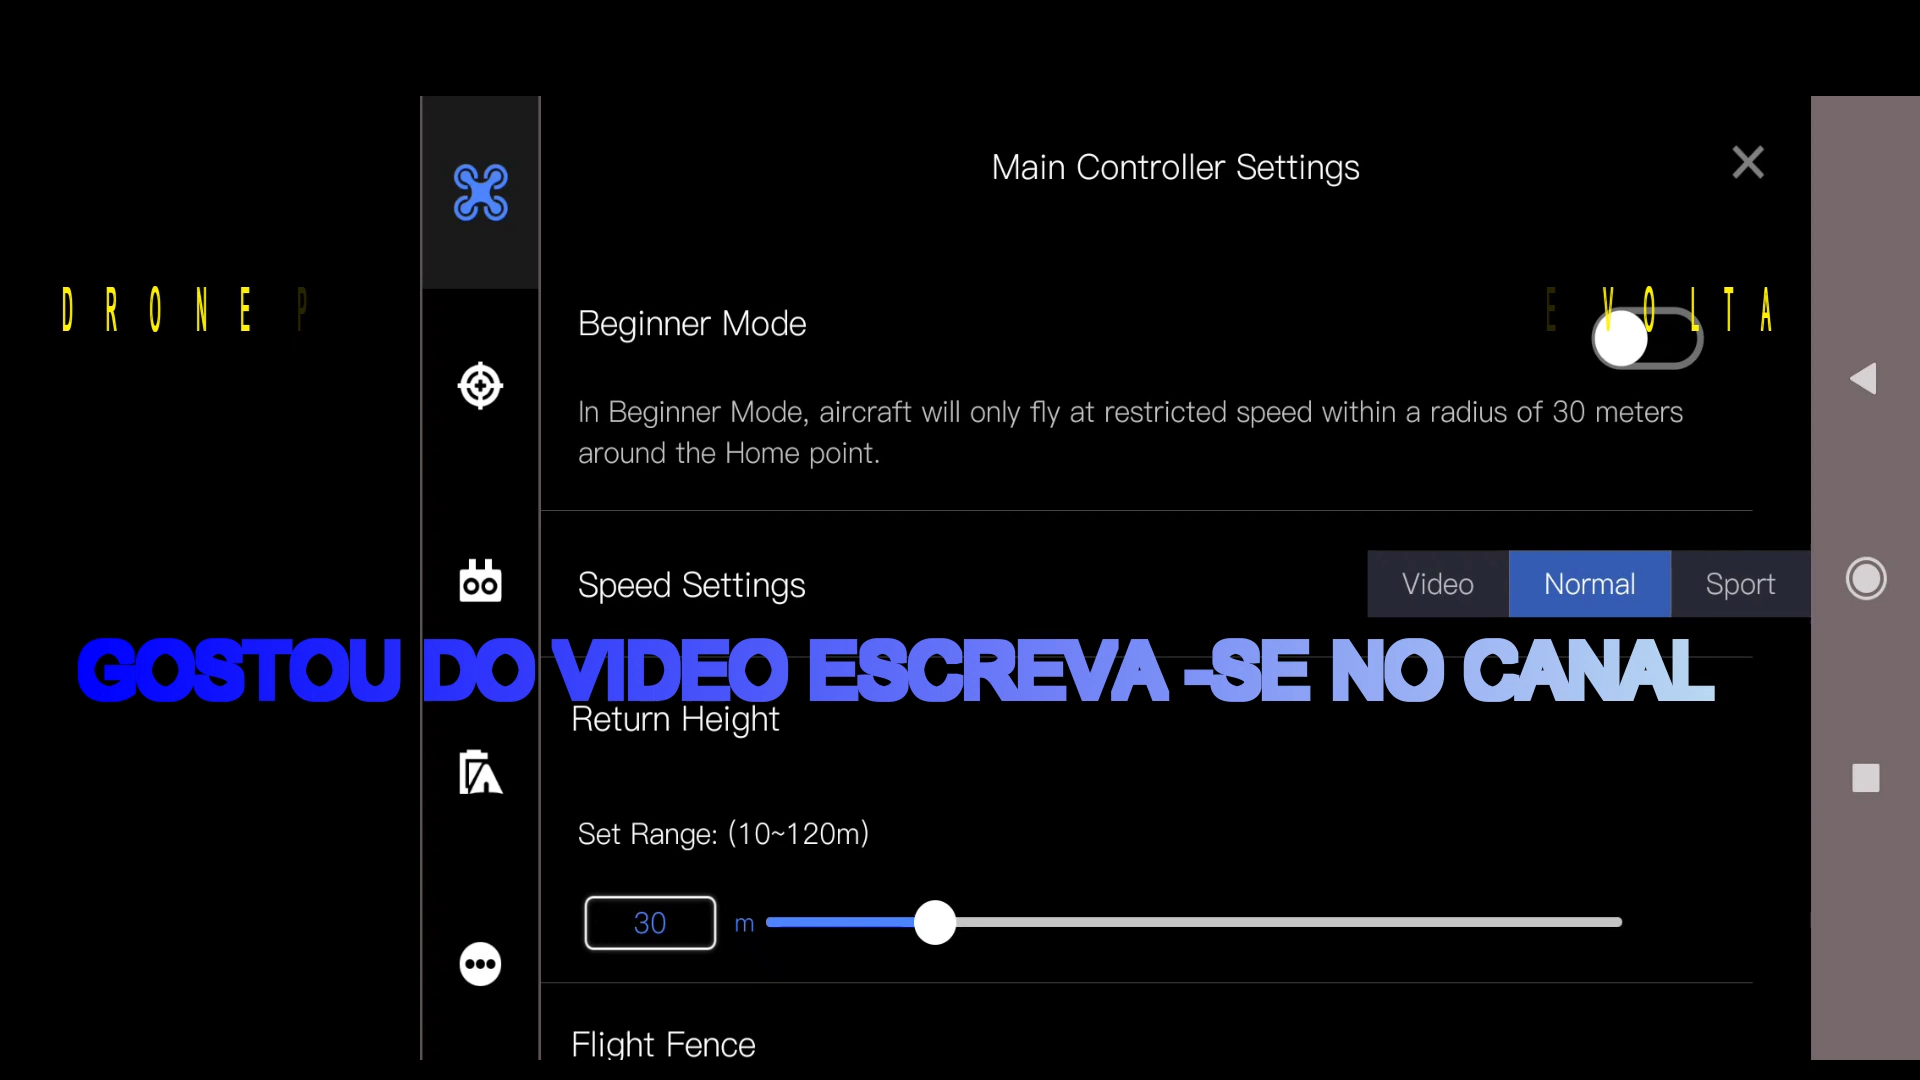 Main Controller Settings
DRONE P E VOLTA
Beginner Mode
In Beginner Mode, aircraft will only fly at restricted speed within a radius of 30 meters
around the Home point.
Speed Settings Video Normal Sport
GOSTOU DO VIDEO ESCREVA -SE NO CANAL
Return Height
Set Range: (10~120m)
30 m
Flight Fence